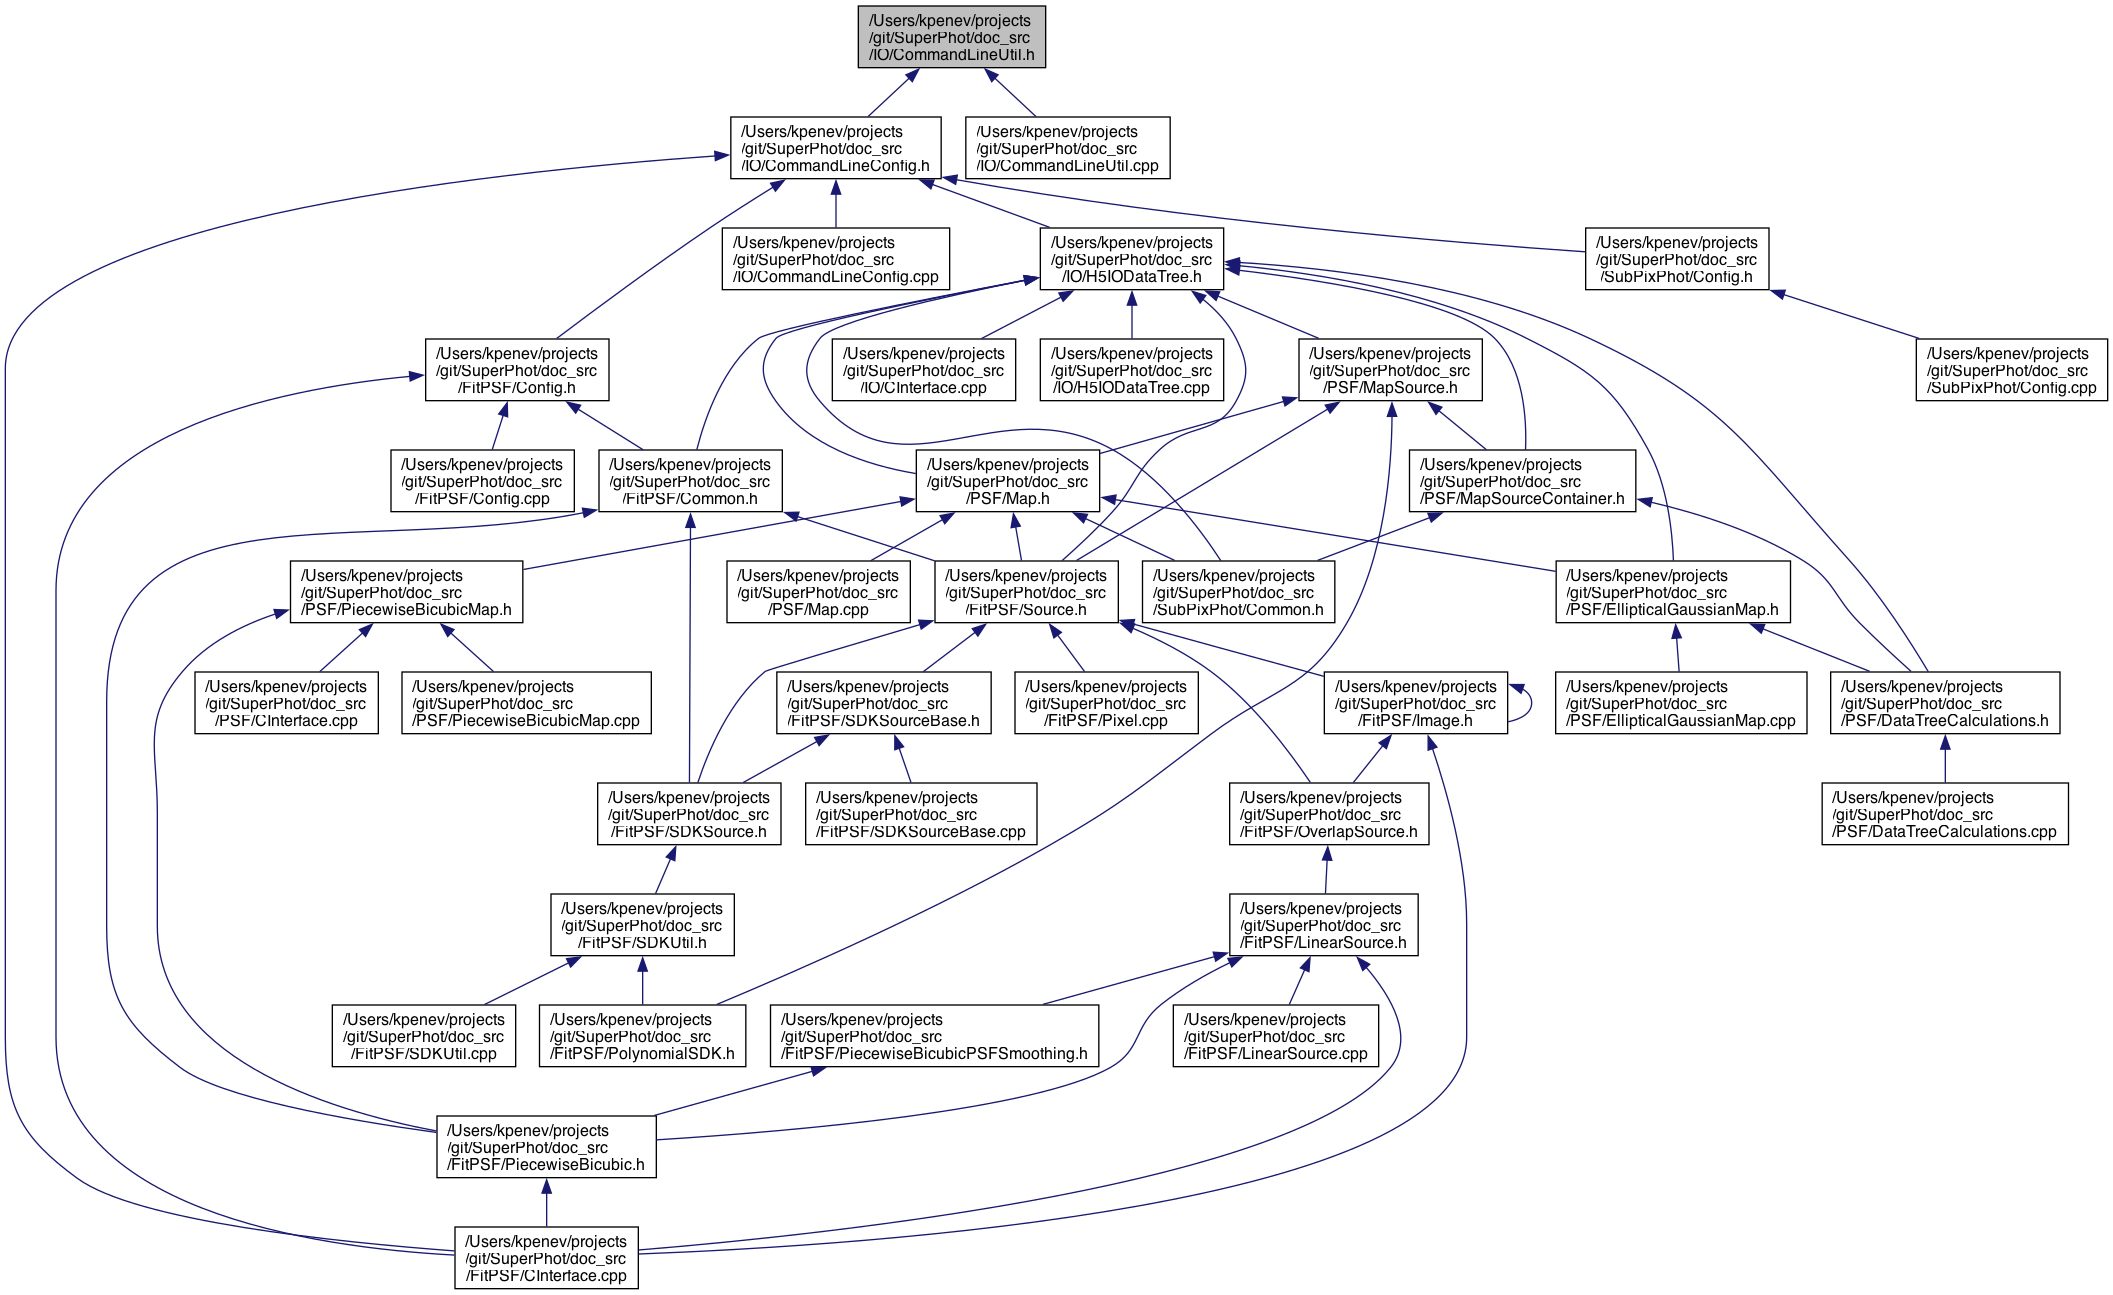 /Users/kpenev/projects
/git/SuperPhot/doc_src
/IO/CommandLineUtil.h
/Users/kpenev/projects
/git/SuperPhot/doc_src
/IO/CommandLineConfig.h
/Users/kpenev/projects
/git/SuperPhot/doc_src
/IO/CommandLineUtil.cpp
/Users/kpenev/projects
/git/SuperPhot/doc_src
/IO/CommandLineConfig.cpp
/Users/kpenev/projects
/git/SuperPhot/doc_src
/IO/H5IODataTree.h
/Users/kpenev/projects
/git/SuperPhot/doc_src
/SubPixPhot/Config.h
/Users/kpenev/projects
/git/SuperPhot/doc_src
/FitPSF/Config.h
/Users/kpenev/projects
/git/SuperPhot/doc_src
/IO/CInterface.cpp
/Users/kpenev/projects
/git/SuperPhot/doc_src
/IO/H5IODataTree.cpp
/Users/kpenev/projects
/git/SuperPhot/doc_src
/PSF/MapSource.h
/Users/kpenev/projects
/git/SuperPhot/doc_src
/SubPixPhot/Config.cpp
/Users/kpenev/projects
/git/SuperPhot/doc_src
/FitPSF/Config.cpp
/Users/kpenev/projects
/git/SuperPhot/doc_src
/FitPSF/Common.h
/Users/kpenev/projects
/git/SuperPhot/doc_src
/PSF/Map.h
/Users/kpenev/projects
/git/SuperPhot/doc_src
/PSF/MapSourceContainer.h
/Users/kpenev/projects
/git/SuperPhot/doc_src
/PSF/PiecewiseBicubicMap.h
/Users/kpenev/projects
/git/SuperPhot/doc_src
/PSF/Map.cpp
/Users/kpenev/projects
/git/SuperPhot/doc_src
/FitPSF/Source.h
/Users/kpenev/projects
/git/SuperPhot/doc_src
/SubPixPhot/Common.h
/Users/kpenev/projects
/git/SuperPhot/doc_src
/PSF/EllipticalGaussianMap.h
/Users/kpenev/projects
/git/SuperPhot/doc_src
/PSF/CInterface.cpp
/Users/kpenev/projects
/git/SuperPhot/doc_src
/PSF/PiecewiseBicubicMap.cpp
/Users/kpenev/projects
/git/SuperPhot/doc_src
/FitPSF/SDKSourceBase.h
/Users/kpenev/projects
/git/SuperPhot/doc_src
/FitPSF/Pixel.cpp
/Users/kpenev/projects
/git/SuperPhot/doc_src
/FitPSF/Image.h
/Users/kpenev/projects
/git/SuperPhot/doc_src
/PSF/EllipticalGaussianMap.cpp
/Users/kpenev/projects
/git/SuperPhot/doc_src
/PSF/DataTreeCalculations.h
/Users/kpenev/projects
/git/SuperPhot/doc_src
/FitPSF/SDKSource.h
/Users/kpenev/projects
/git/SuperPhot/doc_src
/FitPSF/SDKSourceBase.cpp
/Users/kpenev/projects
/git/SuperPhot/doc_src
/FitPSF/OverlapSource.h
/Users/kpenev/projects
/git/SuperPhot/doc_src
/PSF/DataTreeCalculations.cpp
/Users/kpenev/projects
/git/SuperPhot/doc_src
/FitPSF/SDKUtil.h
/Users/kpenev/projects
/git/SuperPhot/doc_src
/FitPSF/LinearSource.h
/Users/kpenev/projects
/git/SuperPhot/doc_src
/FitPSF/SDKUtil.cpp
/Users/kpenev/projects
/git/SuperPhot/doc_src
/FitPSF/PolynomialSDK.h
/Users/kpenev/projects
/git/SuperPhot/doc_src
/FitPSF/PiecewiseBicubicPSFSmoothing.h
/Users/kpenev/projects
/git/SuperPhot/doc_src
/FitPSF/LinearSource.cpp
/Users/kpenev/projects
/git/SuperPhot/doc_src
/FitPSF/PiecewiseBicubic.h
/Users/kpenev/projects
/git/SuperPhot/doc_src
/FitPSF/CInterface.cpp